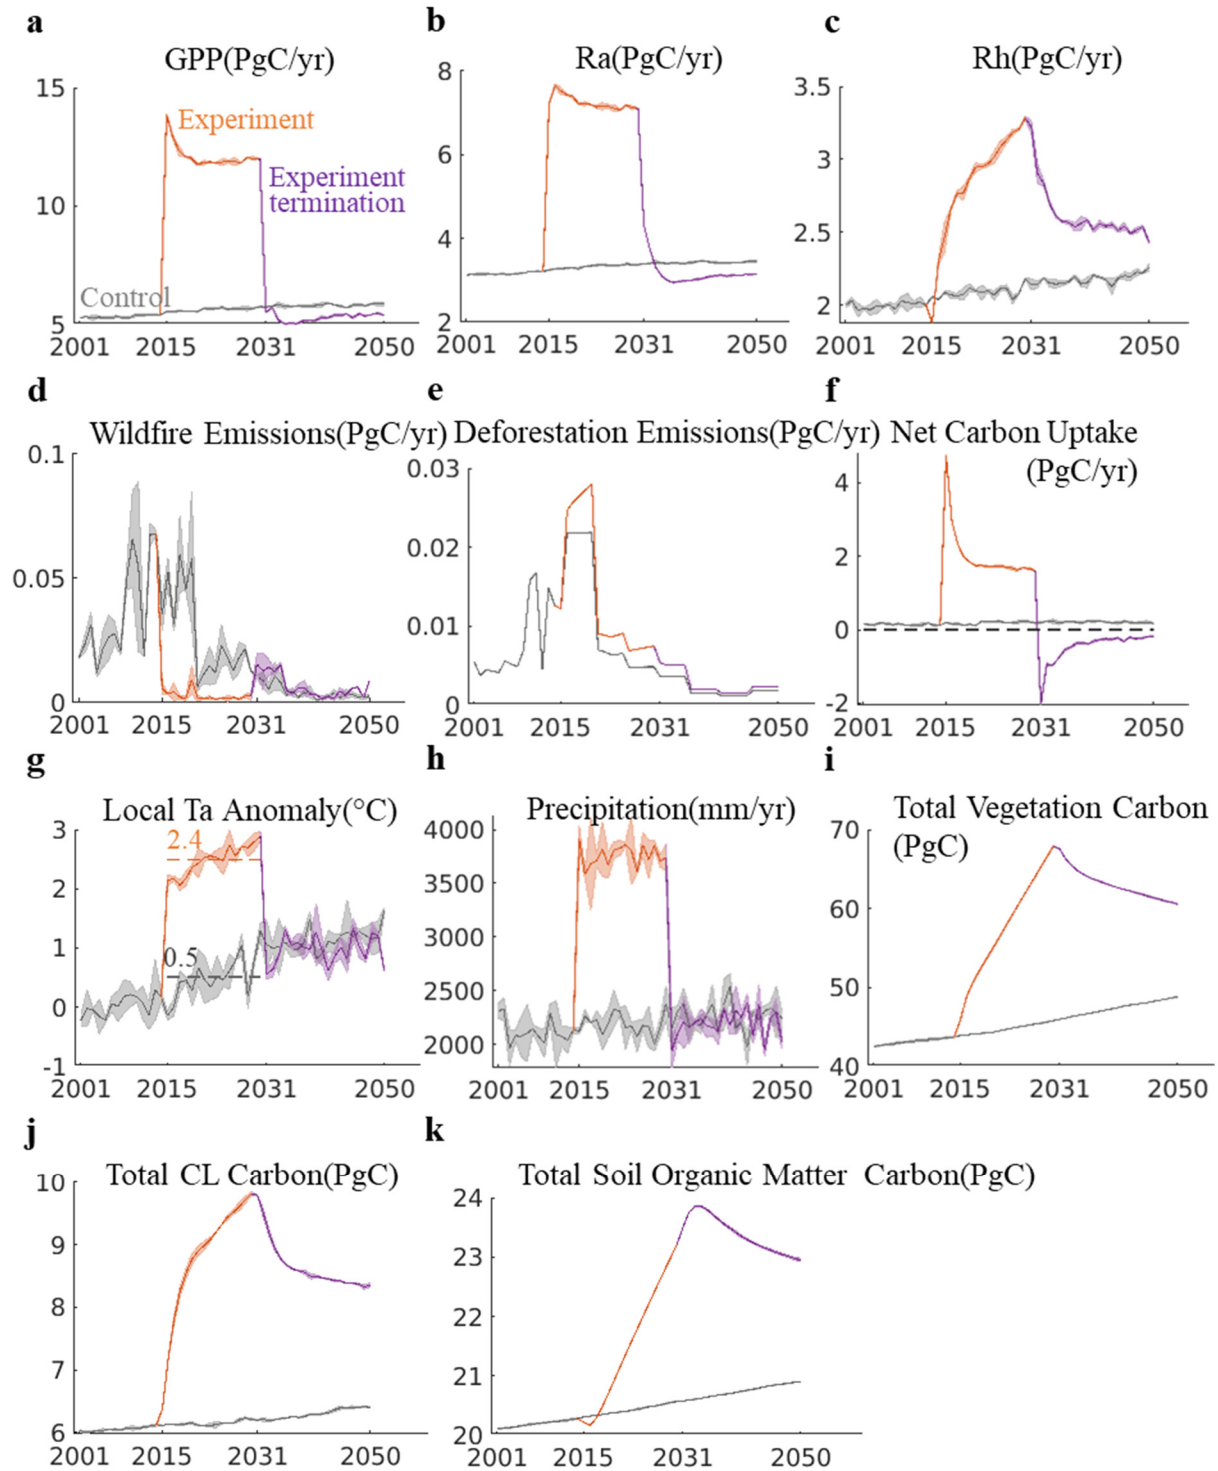 a
GPP(PgC/yr)
15
10
5
Experiment
Experiment
termination
Control
2001 2015 2031 2050
b
Ra(PgC/yr)
8
6
4
2
2001 2015 2031 2050
c
Rh(PgC/yr)
3.5
3
2.5
2
2001 2015 2031 2050
d
Wildfire Emissions(PgC/yr)
0.1
0.05
0
2001 2015 2031 2050
e
Deforestation Emissions(PgC/yr)
0.03
0.02
0.01
0
2001 2015 2031 2050
f
Net Carbon Uptake
(PgC/yr)
4
2
0
-2
2001 2015 2031 2050
g
Local Ta Anomaly(°C)
3
2
1
0
-1
2.4
0.5
2001 2015 2031 2050
h
Precipitation(mm/yr)
4000
3500
3000
2500
2000
2001 2015 2031 2050
i
Total Vegetation Carbon
(PgC)
70
60
50
40
2001 2015 2031 2050
j
Total CL Carbon(PgC)
10
9
8
7
6
2001 2015 2031 2050
k
Total Soil Organic Matter Carbon(PgC)
24
23
22
21
20
2001 2015 2031 2050